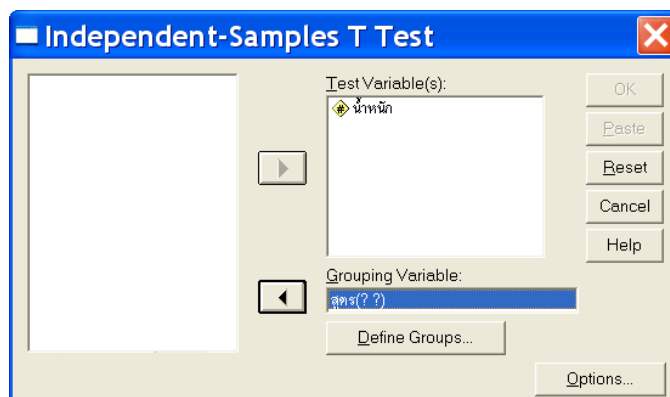 Independent-Samples T Test
Test Variable(s):
น้ำหนัก
OK
Paste
Reset
Cancel
Help
Grouping Variable:
สูตร(? ?)
Define Groups...
Options...